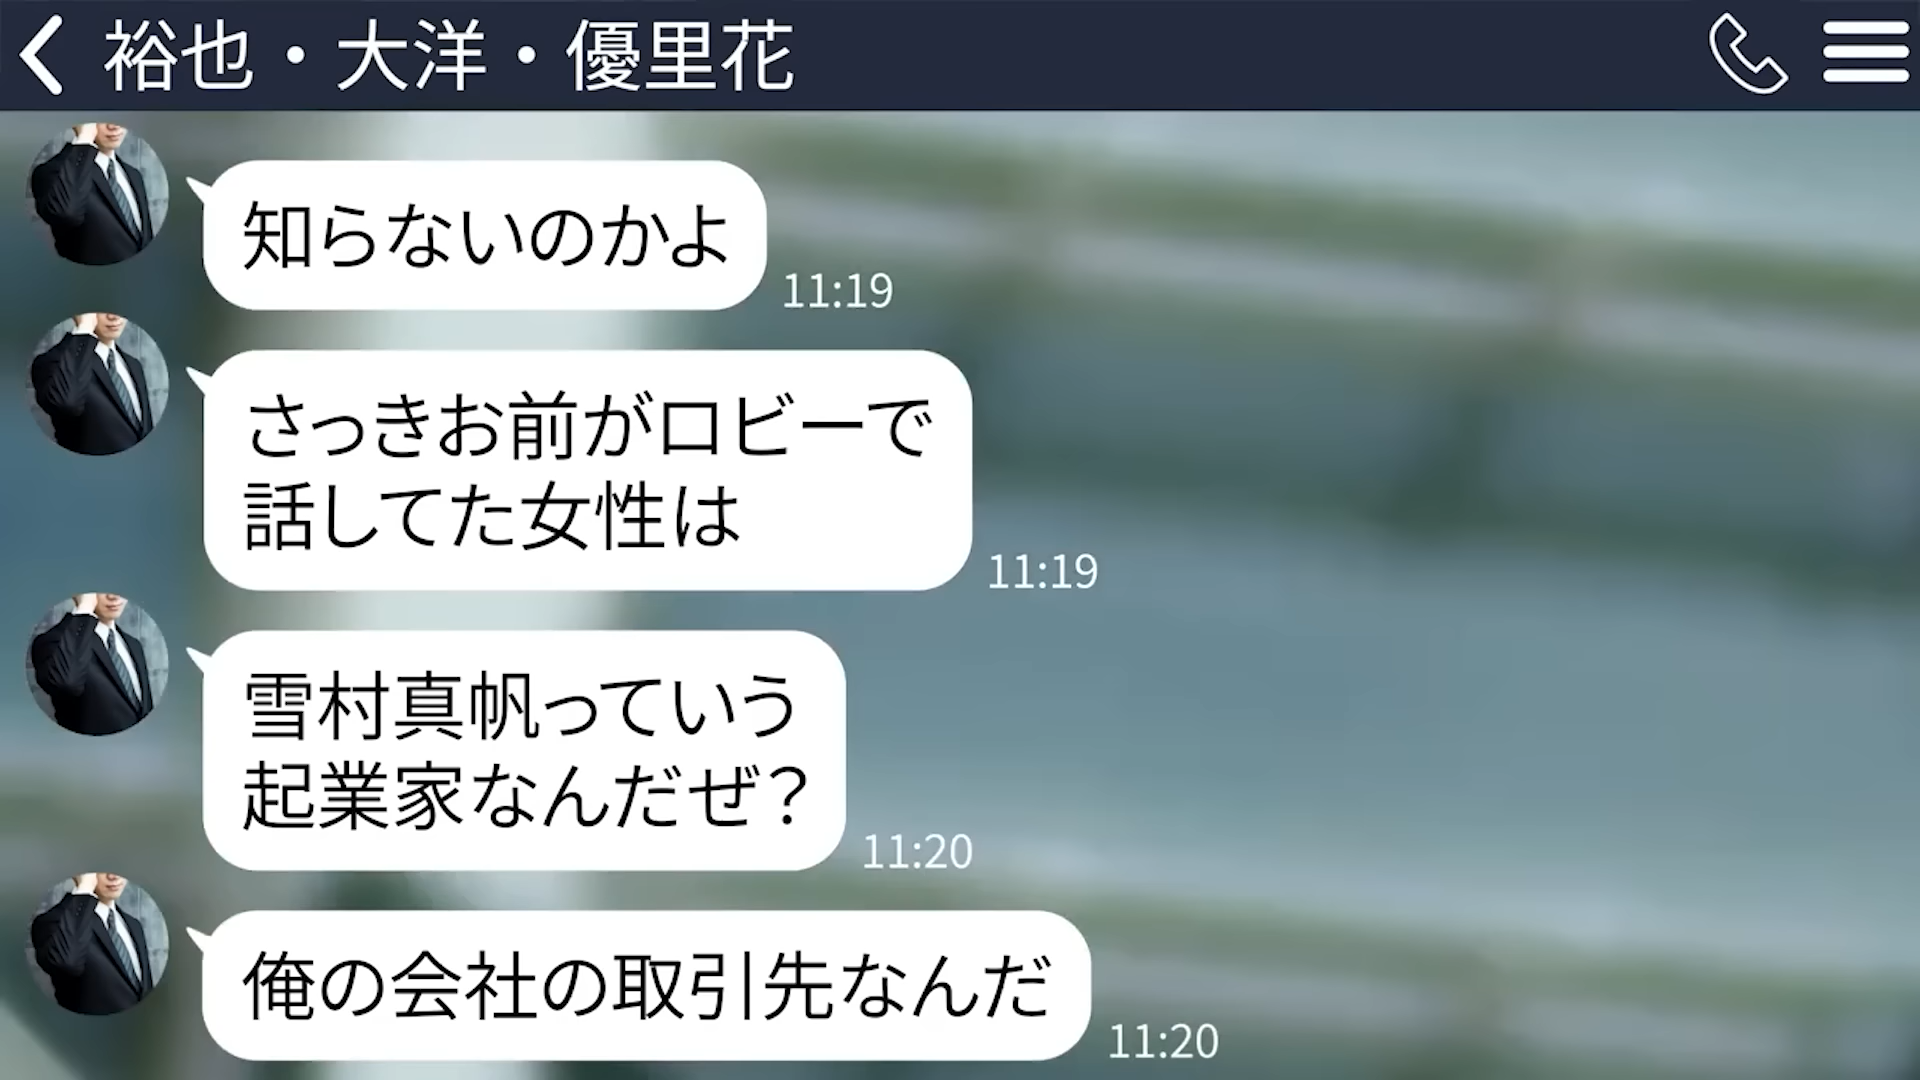 裕也・大洋・優里花
知らないのかよ
11:19
さっきお前がロビーで
話してた女性は
11:19
雪村真帆っていう
起業家なんだぜ？
11:20
俺の会社の取引先なんだ
11:20